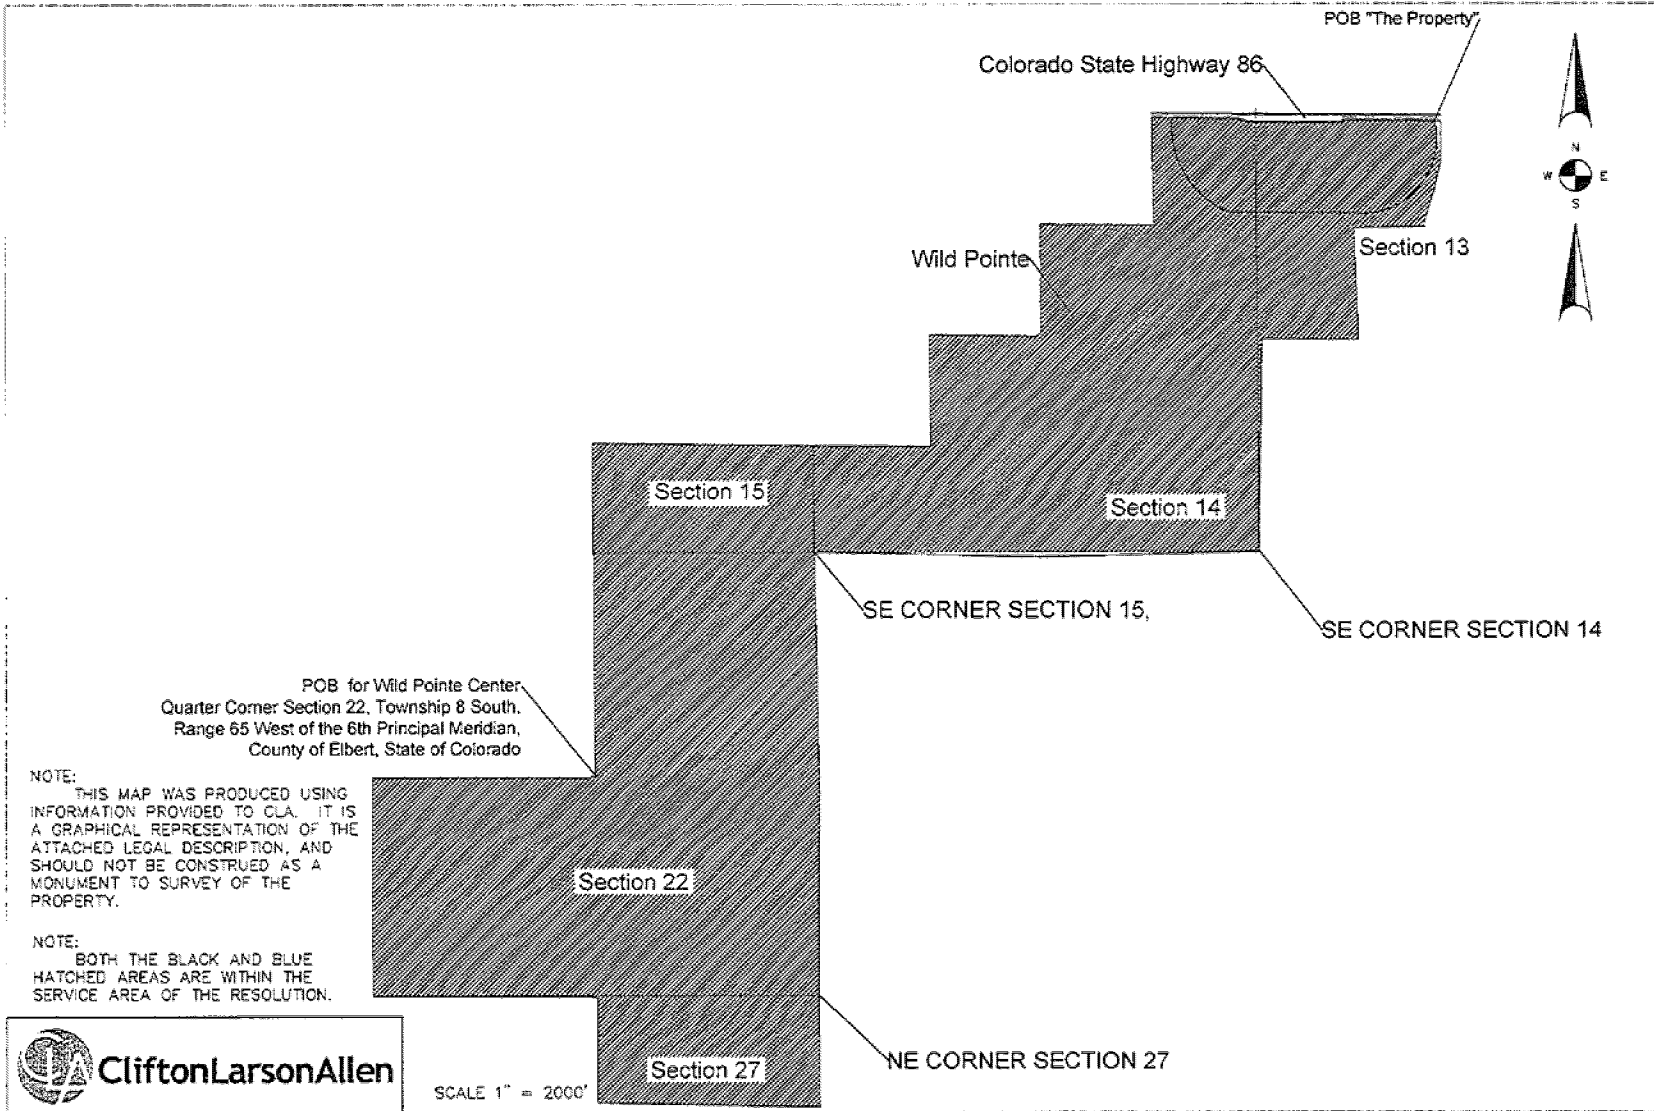 POB "The Property"
Colorado State Highway 86
N
W E
S
Wild Pointe
Section 13
Section 15
Section 14
SE CORNER SECTION 15,
SE CORNER SECTION 14
POB for Wild Pointe Center
Quarter Corner Section 22, Township 8 South,
Range 65 West of the 6th Principal Meridian,
County of Elbert, State of Colorado
NOTE:
THIS MAP WAS PRODUCED USING
INFORMATION PROVIDED TO CLA. IT IS
A GRAPHICAL REPRESENTATION OF THE
ATTACHED LEGAL DESCRIPTION, AND
SHOULD NOT BE CONSTRUED AS A
MONUMENT TO SURVEY OF THE
PROPERTY.
Section 22
NOTE:
BOTH THE BLACK AND BLUE
HATCHED AREAS ARE WITHIN THE
SERVICE AREA OF THE RESOLUTION.
CLA CliftonLarsonAllen
SCALE 1" = 2000'
Section 27
NE CORNER SECTION 27